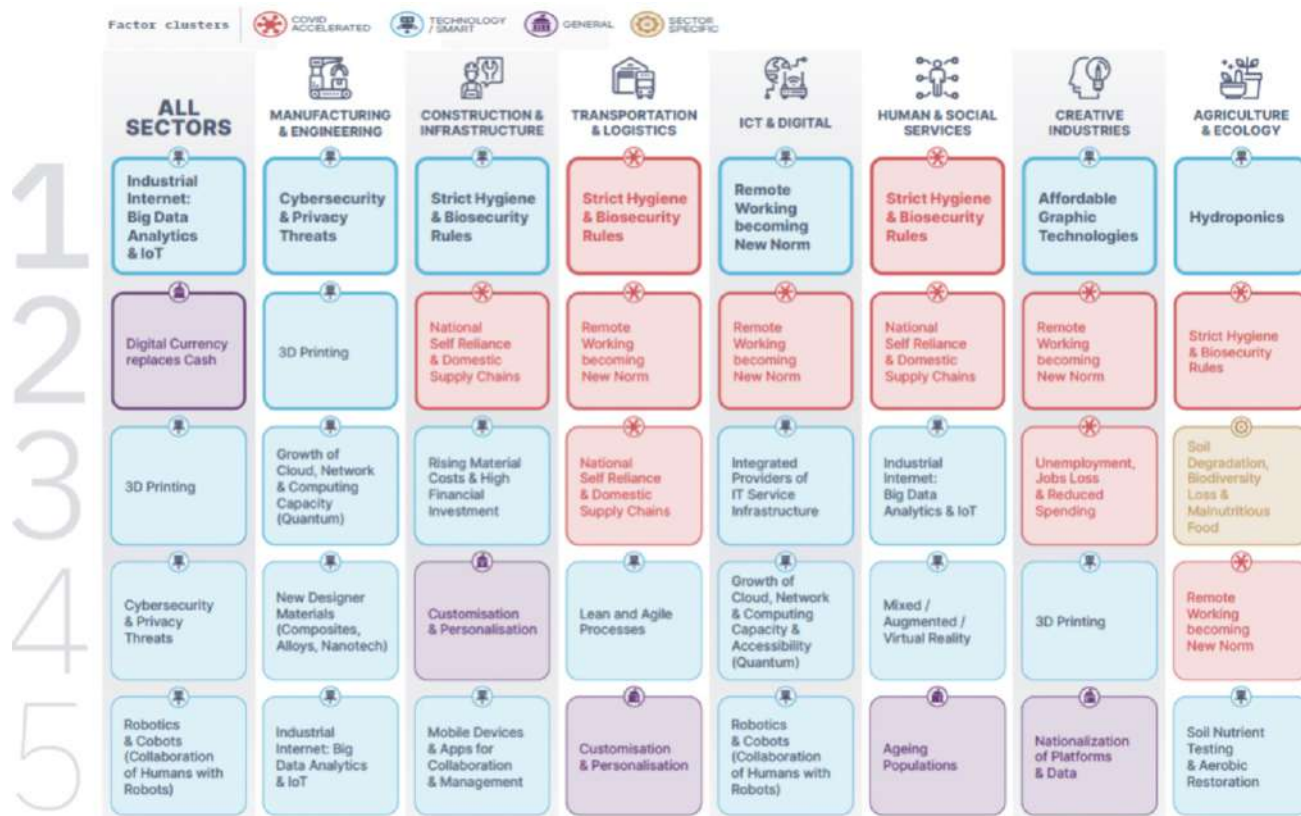 Factor clusters
COVID
ACCELERATED
TECHNOLOGY
/ SMART
GENERAL
SECTOR
SPECIFIC
ALL
SECTORS
MANUFACTURING
& ENGINEERING
CONSTRUCTION &
INFRASTRUCTURE
TRANSPORTATION
& LOGISTICS
ICT & DIGITAL
HUMAN & SOCIAL
SERVICES
CREATIVE
INDUSTRIES
AGRICULTURE
& ECOLOGY
1
Industrial
Internet:
Big Data
Analytics
& IoT
Cybersecurity
& Privacy
Threats
Strict Hygiene
& Biosecurity
Rules
Strict Hygiene
& Biosecurity
Rules
Remote
Working
becoming
New Norm
Strict Hygiene
& Biosecurity
Rules
Affordable
Graphic
Technologies
Hydroponics
2
Digital Currency
replaces Cash
3D Printing
National
Self Reliance
& Domestic
Supply Chains
Remote
Working
becoming
New Norm
Remote
Working
becoming
New Norm
National
Self Reliance
& Domestic
Supply Chains
Remote
Working
becoming
New Norm
Strict Hygiene
& Biosecurity
Rules
3
3D Printing
Growth of
Cloud, Network
& Computing
Capacity
(Quantum)
Rising Material
Costs & High
Financial
Investment
National
Self Reliance
& Domestic
Supply Chains
Integrated
Providers of
IT Service
Infrastructure
Industrial
Internet:
Big Data
Analytics & IoT
Unemployment,
Jobs Loss
& Reduced
Spending
Soil
Degradation,
Biodiversity
Loss &
Malnutritious
Food
4
Cybersecurity
& Privacy
Threats
New Designer
Materials
(Composites,
Alloys, Nanotech)
Customisation
& Personalisation
Lean and Agile
Processes
Growth of
Cloud, Network
& Computing
Capacity &
Accessibility
(Quantum)
Mixed /
Augmented /
Virtual Reality
3D Printing
Remote
Working
becoming
New Norm
5
Robotics
& Cobots
(Collaboration
of Humans with
Robots)
Industrial
Internet: Big
Data Analytics
& IoT
Mobile Devices
& Apps for
Collaboration
& Management
Customisation
& Personalisation
Robotics
& Cobots
(Collaboration
of Humans with
Robots)
Ageing
Populations
Nationalization
of Platforms
& Data
Soil Nutrient
Testing
& Aerobic
Restoration